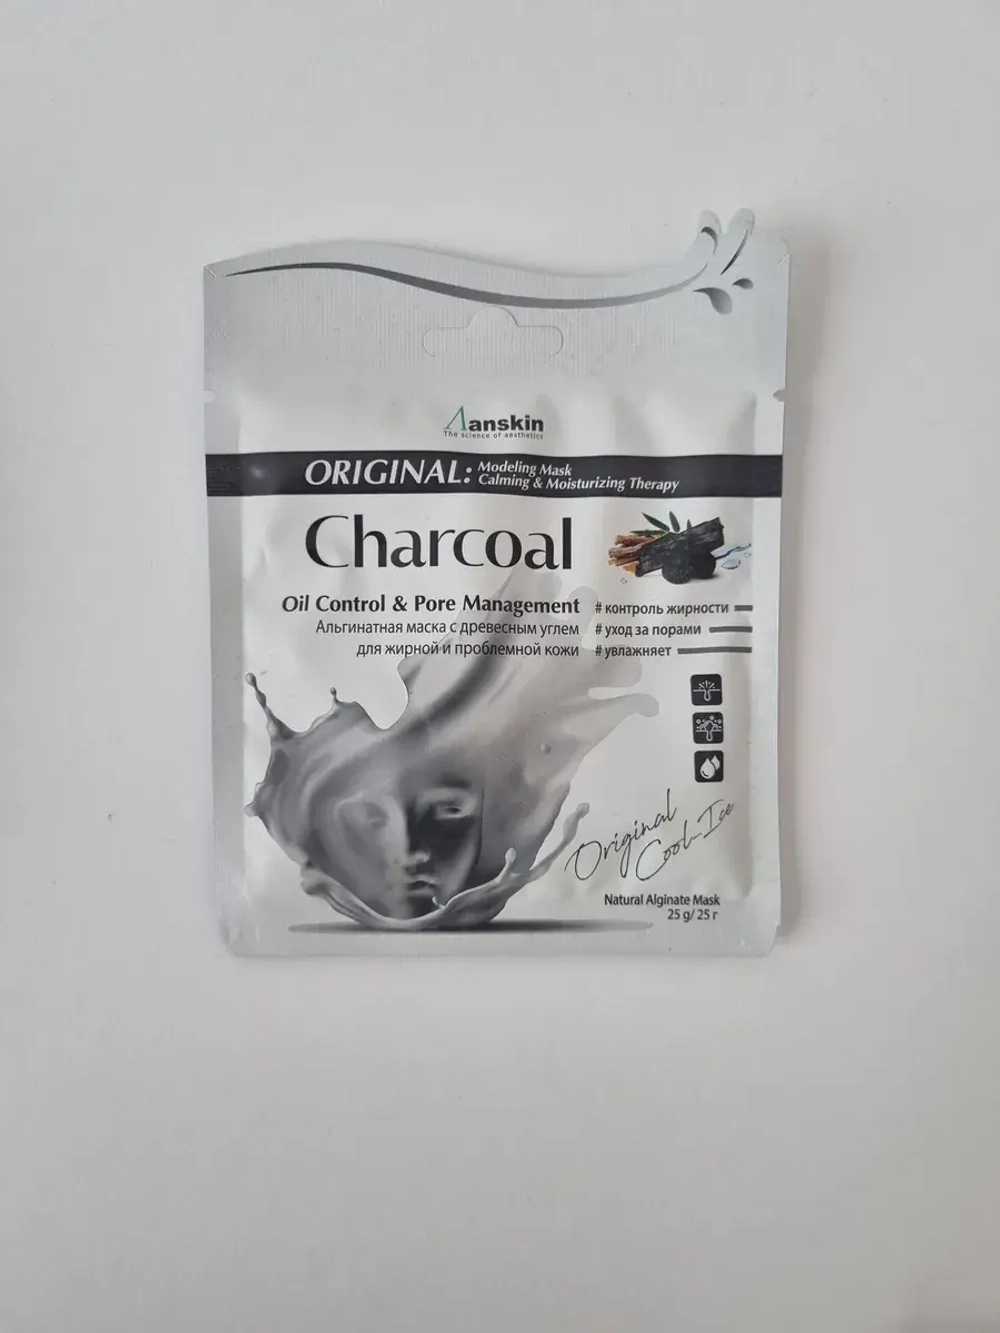 Aanskin
The science of aesthetics
ORIGINAL: Modeling Mask
Calming & Moisturizing Therapy
Charcoal
Oil Control & Pore Management
Альгинатная маска с древесным углем
для жирной и проблемной кожи
# контроль жирности
# уход за порами
# увлажняет
Original
Cool-Ice
Natural Alginate Mask
25 g/ 25 г